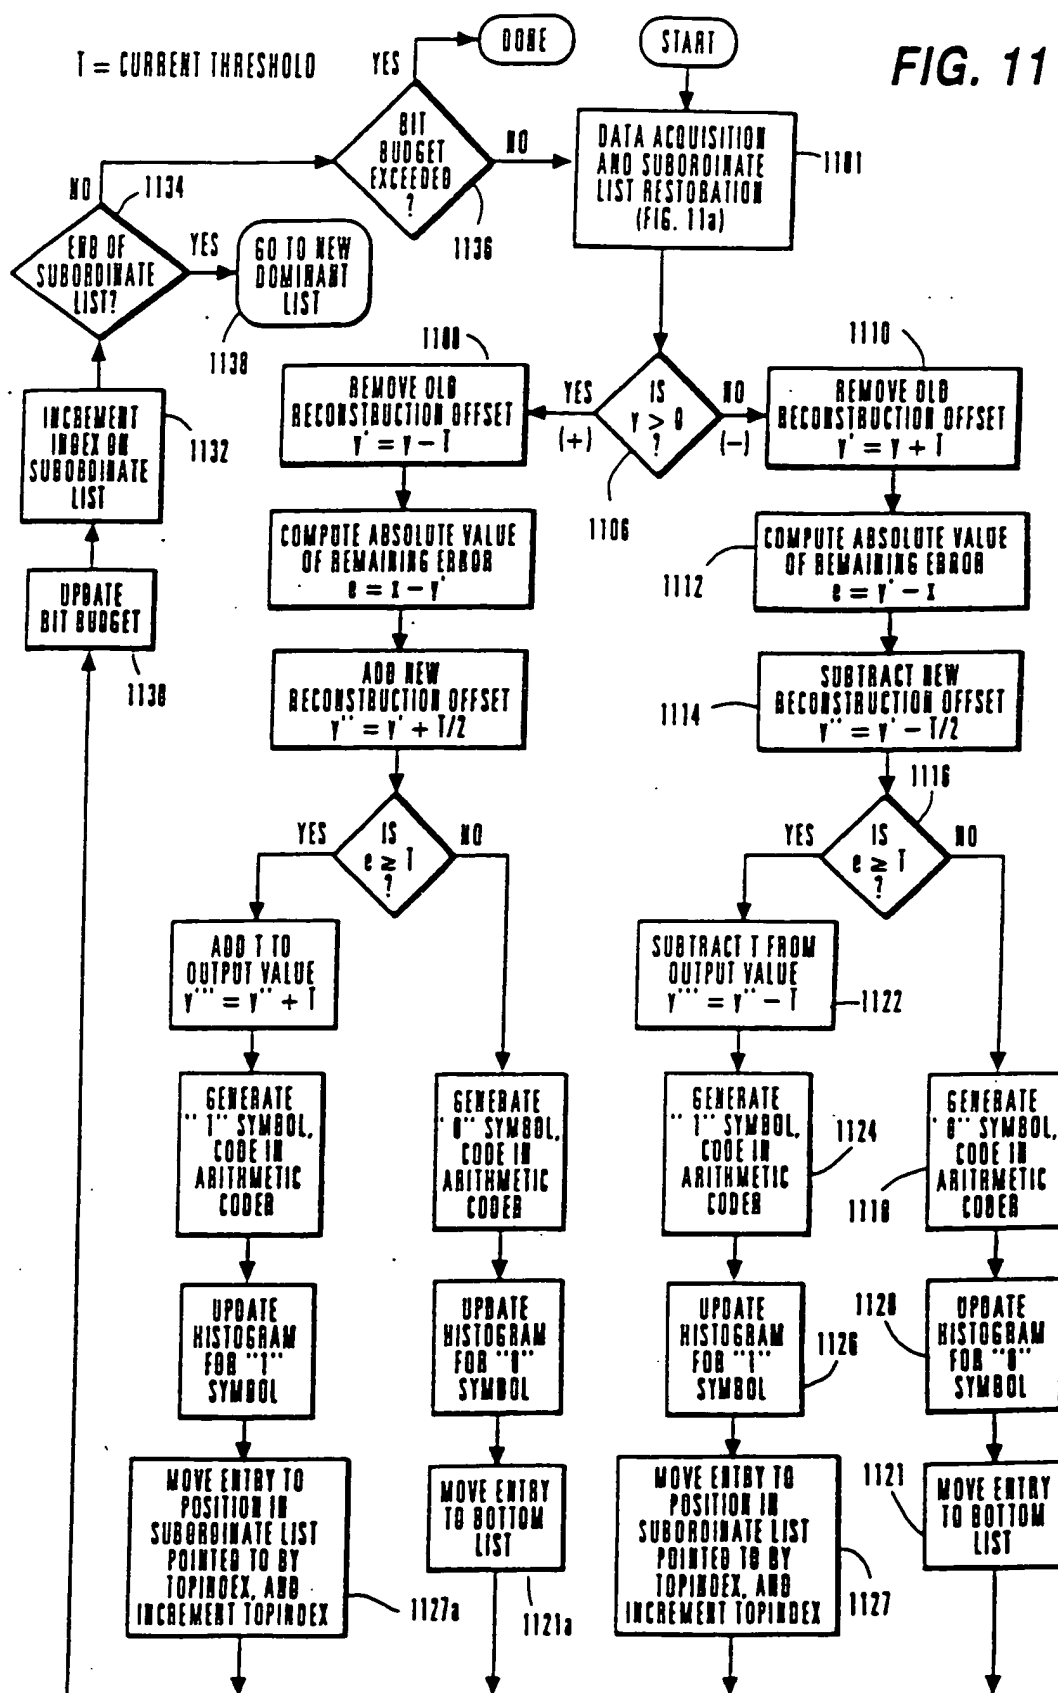 FIG. 11
T = CURRENT THRESHOLD
YES
DONE
START
BIT
BUDGET
EXCEEDED
?
NO
1136
DATA ACQUISITION
AND SUBORDINATE
LIST RESTORATION
(FIG. 11a)
1101
NO
1134
END OF
SUBORDINATE
LIST?
YES
GO TO NEW
DOMINANT
LIST
1138
INCREMENT
INDEX ON
SUBORDINATE
LIST
1132
UPDATE
BIT BUDGET
1130
1108
REMOVE OLD
RECONSTRUCTION OFFSET
y' = y − T
YES
(+)
IS
y > 0
?
1106
NO
(−)
1110
REMOVE OLD
RECONSTRUCTION OFFSET
y' = y + T
COMPUTE ABSOLUTE VALUE
OF REMAINING ERROR
e = x − y'
1112
COMPUTE ABSOLUTE VALUE
OF REMAINING ERROR
e = y' − x
ADD NEW
RECONSTRUCTION OFFSET
y'' = y' + T/2
1114
SUBTRACT NEW
RECONSTRUCTION OFFSET
y'' = y' − T/2
YES
IS
e ≥ T
?
NO
1116
YES
IS
e ≥ T
?
NO
ADD T TO
OUTPUT VALUE
y''' = y'' + T
SUBTRACT T FROM
OUTPUT VALUE
y''' = y'' − T
1122
GENERATE
"1" SYMBOL,
CODE IN
ARITHMETIC
CODER
GENERATE
' 0" SYMBOL,
CODE IN
ARITHMETIC
CODER
GENERATE
"1" SYMBOL,
CODE IN
ARITHMETIC
CODER
1124
GENERATE
' 0" SYMBOL,
CODE IN
ARITHMETIC
CODER
1118
UPDATE
HISTOGRAM
FOR "1"
SYMBOL
UPDATE
HISTOGRAM
FOR "0"
SYMBOL
UPDATE
HISTOGRAM
FOR "1"
SYMBOL
1126
UPDATE
HISTOGRAM
FOR "0"
SYMBOL
1120
MOVE ENTRY TO
POSITION IN
SUBORDINATE LIST
POINTED TO BY
TOPINDEX, AND
INCREMENT TOPINDEX
1127a
MOVE ENTRY
TO BOTTOM
LIST
1121a
MOVE ENTRY TO
POSITION IN
SUBORDINATE LIST
POINTED TO BY
TOPINDEX, AND
INCREMENT TOPINDEX
1127
MOVE ENTRY
TO BOTTOM
LIST
1121